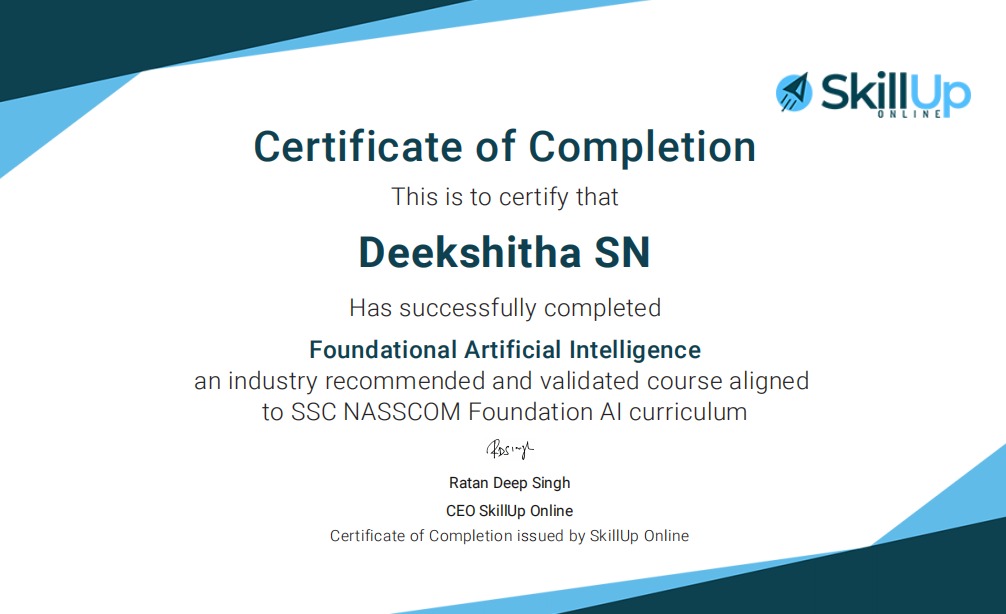 SkillUp
ONLINE
Certificate of Completion
This is to certify that
Deekshitha SN
Has successfully completed
Foundational Artificial Intelligence
an industry recommended and validated course aligned
to SSC NASSCOM Foundation AI curriculum
RDSingh
Ratan Deep Singh
CEO SkillUp Online
Certificate of Completion issued by SkillUp Online